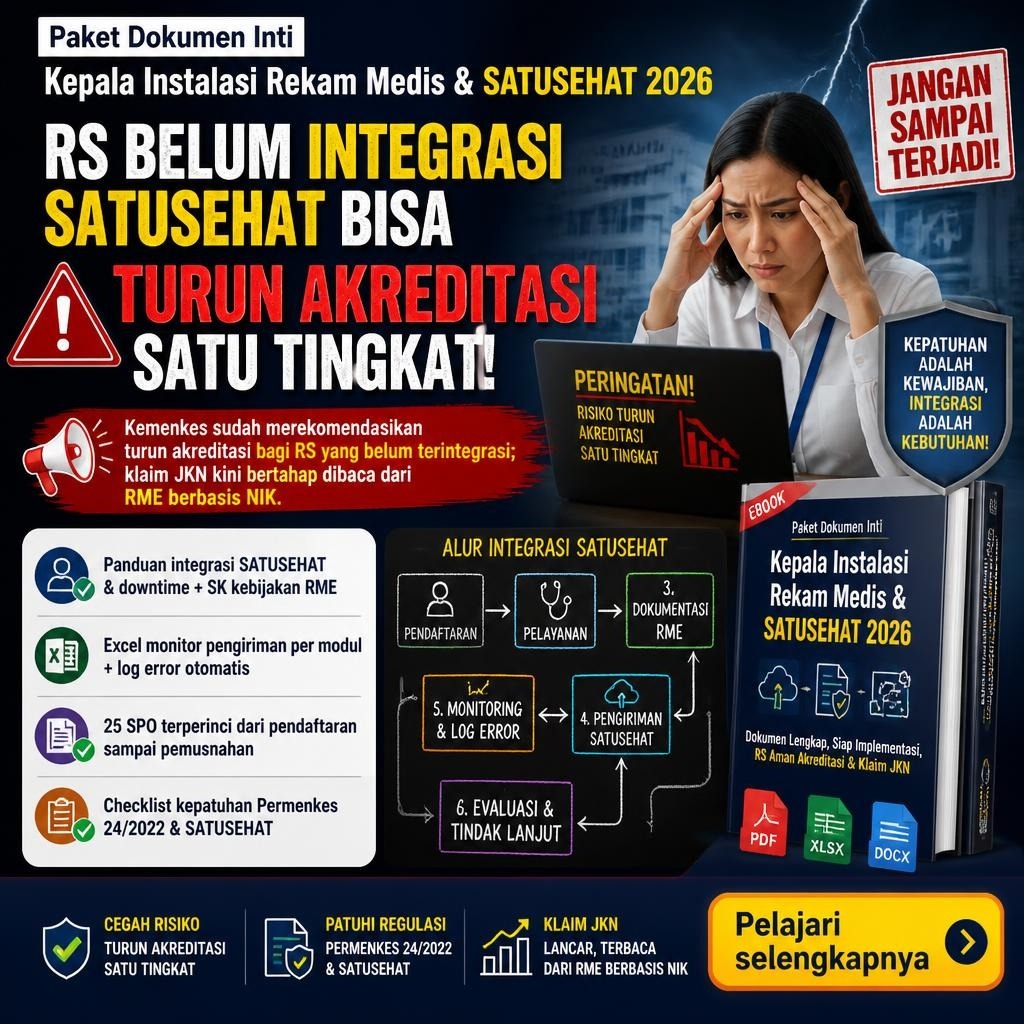 Paket Dokumen Inti
Kepala Instalasi Rekam Medis & SATUSEHAT 2026
RS BELUM INTEGRASI
SATUSEHAT BISA
TURUN AKREDITASI
SATU TINGKAT!
JANGAN
SAMPAI
TERJADI!
Kemenkes sudah merekomendasikan
turun akreditasi bagi RS yang belum terintegrasi;
klaim JKN kini bertahap dibaca dari
RME berbasis NIK.
PERINGATAN!
RISIKO TURUN
AKREDITASI
SATU TINGKAT
KEPATUHAN
ADALAH
KEWAJIBAN,
INTEGRASI
ADALAH
KEBUTUHAN!
Panduan integrasi SATUSEHAT
& downtime + SK kebijakan RME
Excel monitor pengiriman per modul
+ log error otomatis
25 SPO terperinci dari pendaftaran
sampai pemusnahan
Checklist kepatuhan Permenkes
24/2022 & SATUSEHAT
ALUR INTEGRASI SATUSEHAT
PENDAFTARAN
PELAYANAN
3.
DOKUMENTASI
RME
5. MONITORING
& LOG ERROR
4. PENGIRIMAN
SATUSEHAT
6. EVALUASI &
TINDAK LANJUT
EBOOK
Paket Dokumen Inti
Kepala Instalasi
Rekam Medis &
SATUSEHAT 2026
Dokumen Lengkap, Siap Implementasi,
RS Aman Akreditasi & Klaim JKN
PDF
XLSX
DOCX
CEGAH RISIKO
TURUN AKREDITASI
SATU TINGKAT
PATUHI REGULASI
PERMENKES 24/2022
& SATUSEHAT
KLAIM JKN
LANCAR, TERBACA
DARI RME BERBASIS NIK
Pelajari
selengkapnya